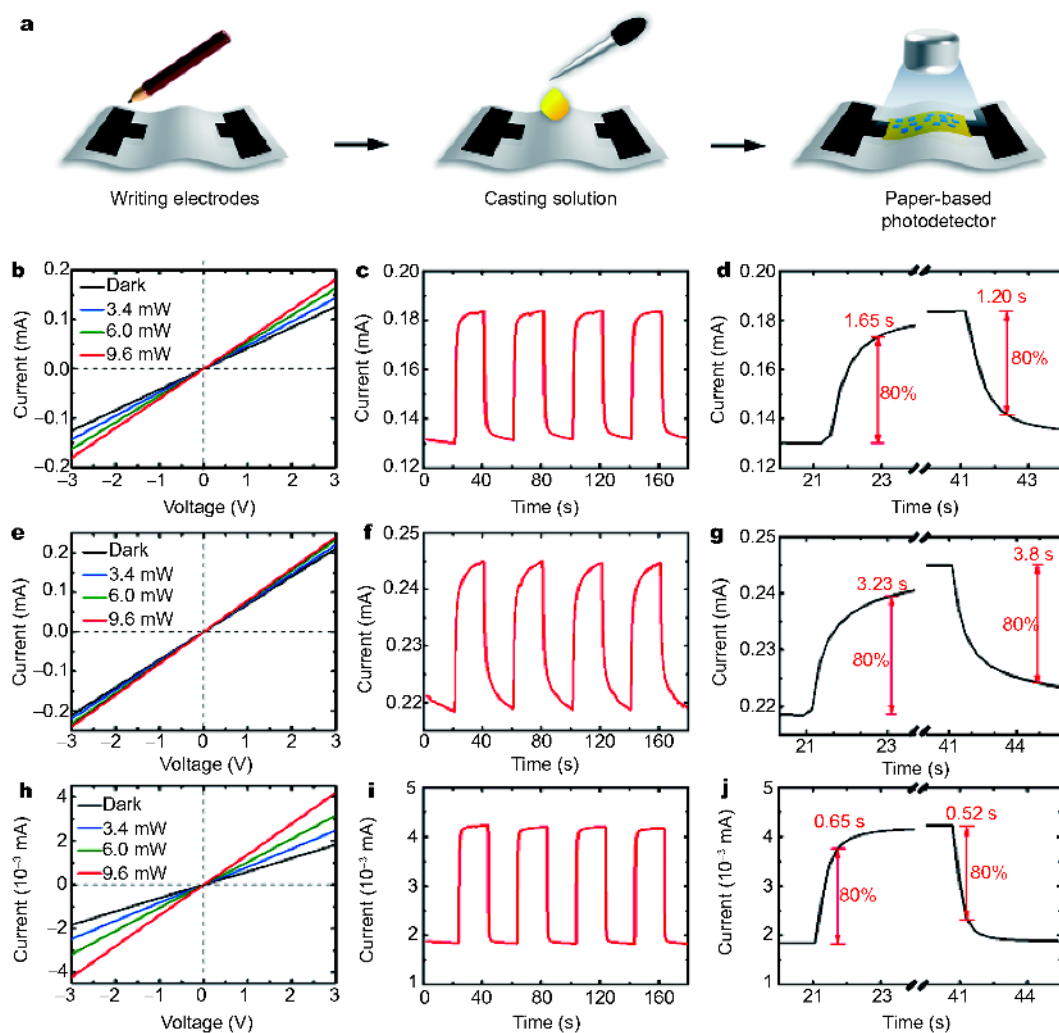 a
Writing electrodes
Casting solution
Paper-based
photodetector
b
Current (mA)
0.2
0.1
0.0
–0.1
–0.2
Dark
3.4 mW
6.0 mW
9.6 mW
–3 –2 –1 0 1 2 3
Voltage (V)
c
Current (mA)
0.20
0.18
0.16
0.14
0.12
0 40 80 120 160
Time (s)
d
Current (mA)
0.20
0.18
0.16
0.14
0.12
1.65 s
80%
1.20 s
80%
21 23 41 43
Time (s)
e
Current (mA)
0.2
0.1
0.0
–0.1
–0.2
Dark
3.4 mW
6.0 mW
9.6 mW
–3 –2 –1 0 1 2 3
Voltage (V)
f
Current (mA)
0.25
0.24
0.23
0.22
0 40 80 120 160
Time (s)
g
Current (mA)
0.25
0.24
0.23
0.22
3.23 s
80%
3.8 s
80%
21 23 41 44
Time (s)
h
Current (10⁻³ mA)
4
2
0
–2
–4
Dark
3.4 mW
6.0 mW
9.6 mW
–3 –2 –1 0 1 2 3
Voltage (V)
i
Current (10⁻³ mA)
5
4
3
2
1
0 40 80 120 160
Time (s)
j
Current (10⁻³ mA)
5
4
3
2
1
0.65 s
80%
0.52 s
80%
21 23 41 44
Time (s)